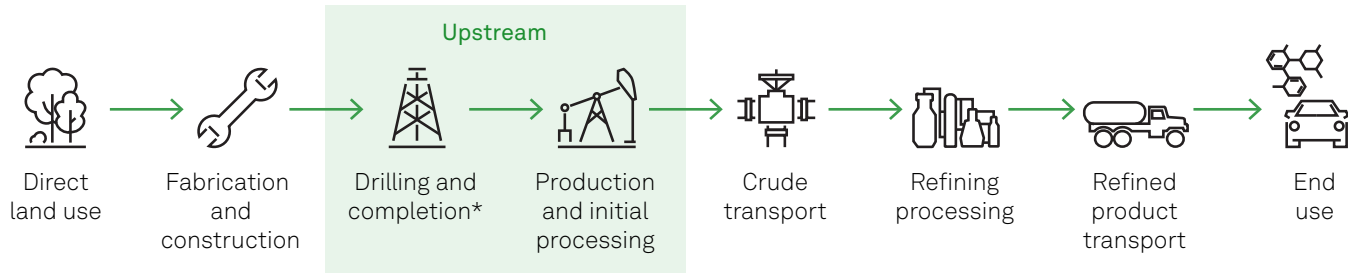 Upstream
Direct
land use
Fabrication
and
construction
Drilling and
completion*
Production
and initial
processing
Crude
transport
Refining
processing
Refined
product
transport
End
use